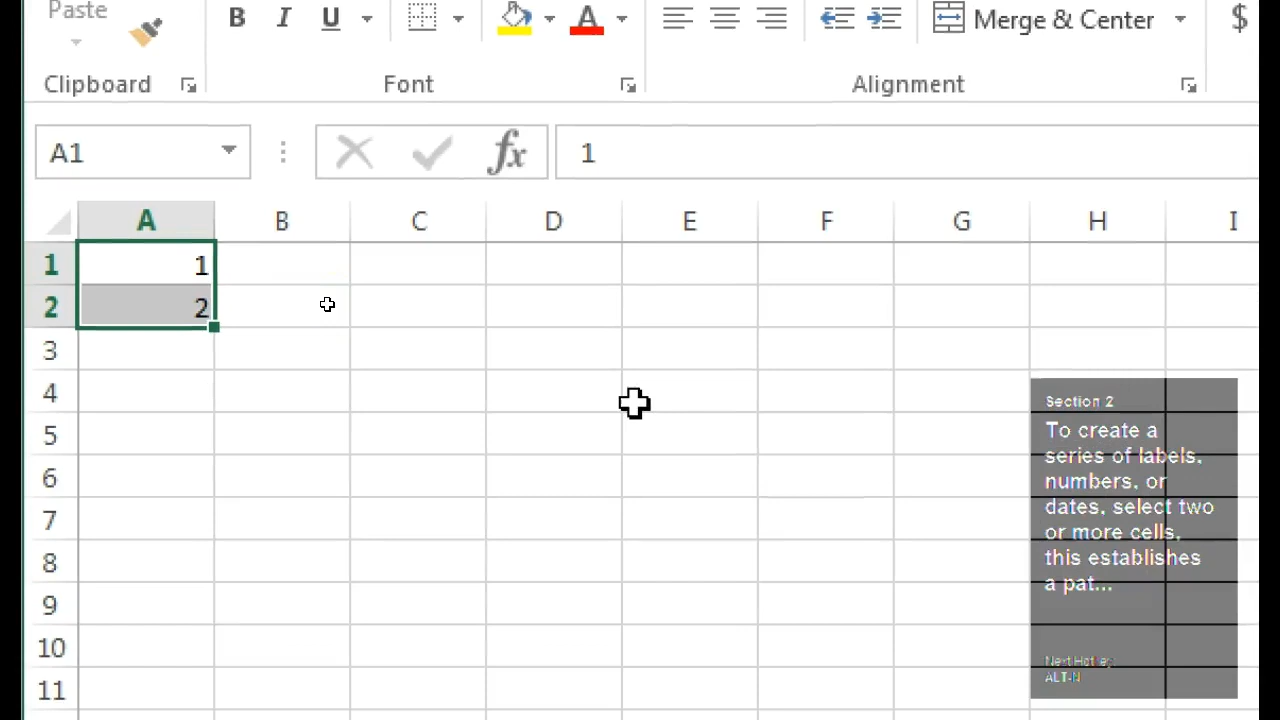 Paste
B I U A Merge & Center $
Clipboard Font Alignment
A1 fx 1
A B C D E F G H I
1 1
2 2
3
4
5
6
7
8
9
10
11
Section 2
To create a
series of labels,
numbers, or
dates, select two
or more cells,
this establishes
a pat...
Next Hotkey
ALT-N